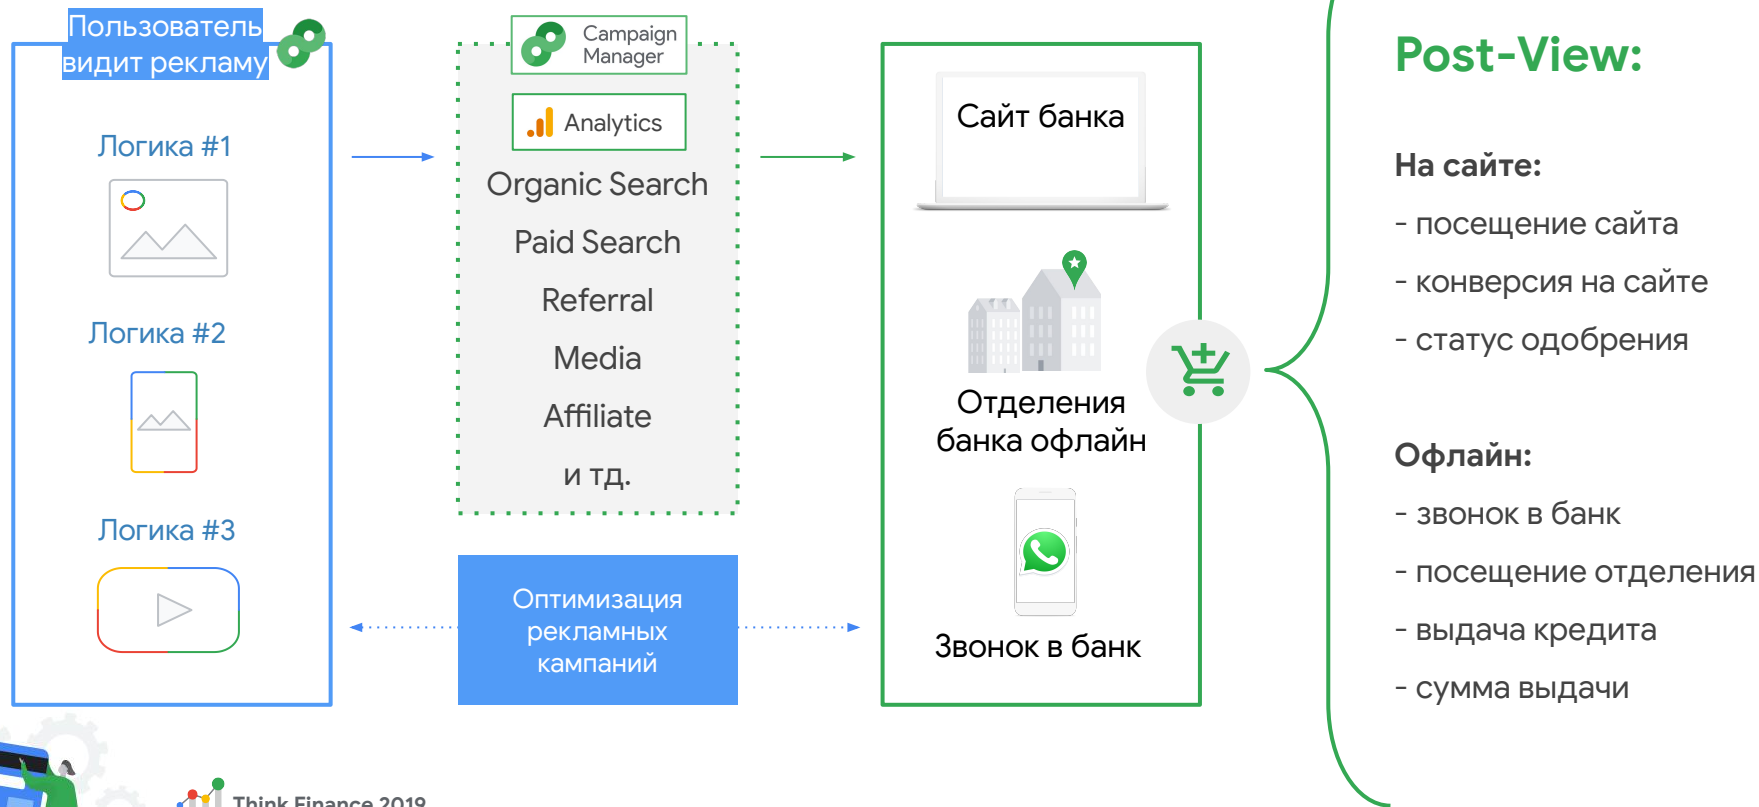 Пользователь
видит рекламу
Логика #1
Логика #2
Логика #3
Campaign
Manager
Analytics
Organic Search
Paid Search
Referral
Media
Affiliate
и тд.
Оптимизация
рекламных
кампаний
Сайт банка
Отделения
банка офлайн
Звонок в банк
Post-View:
На сайте:
- посещение сайта
- конверсия на сайте
- статус одобрения
Офлайн:
- звонок в банк
- посещение отделения
- выдача кредита
- сумма выдачи
Think Finance 2019